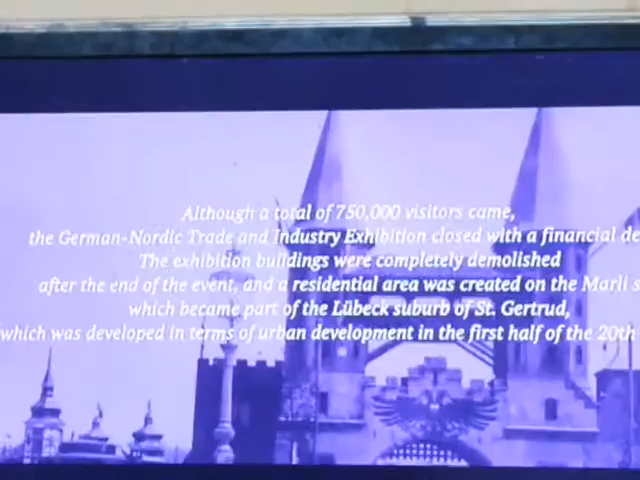 Although a total of 750,000 visitors came,
the German-Nordic Trade and Industry Exhibition closed with a financial de
The exhibition buildings were completely demolished
after the end of the event, and a residential area was created on the Marli s
which became part of the Lübeck suburb of St. Gertrud,
which was developed in terms of urban development in the first half of the 20th